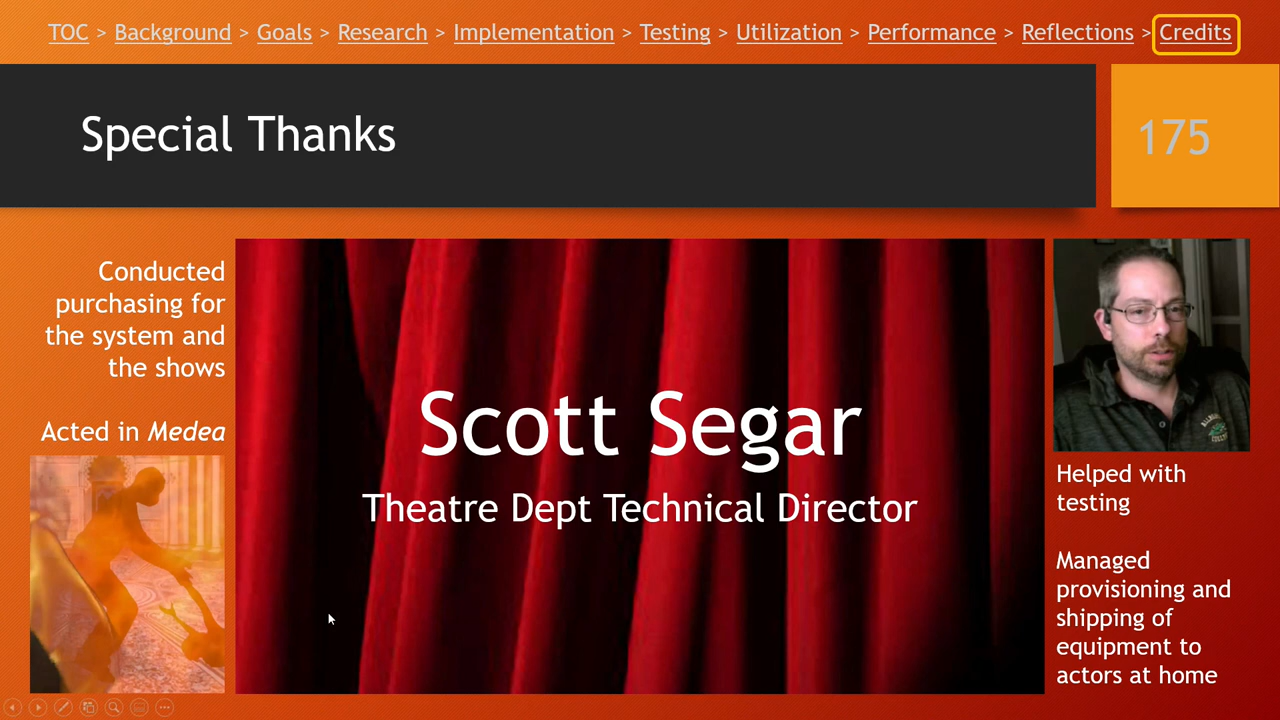 TOC > Background > Goals > Research > Implementation > Testing > Utilization > Performance > Reflections > Credits
Special Thanks
175
Conducted
purchasing for
the system and
the shows
Acted in Medea
Scott Segar
Theatre Dept Technical Director
Helped with
testing
Managed
provisioning and
shipping of
equipment to
actors at home